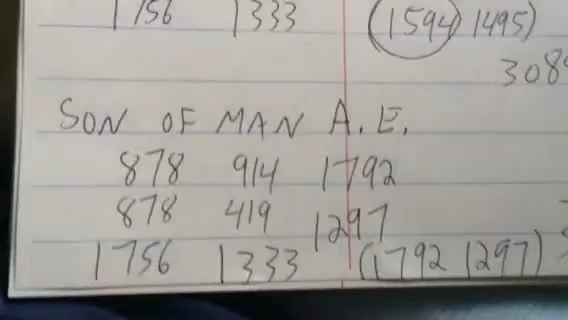 1756 1333 (1594) 1495)
308
SON OF MAN A.E.
878 914 1792
878 419 1297
1756 1333 (1792 1297)